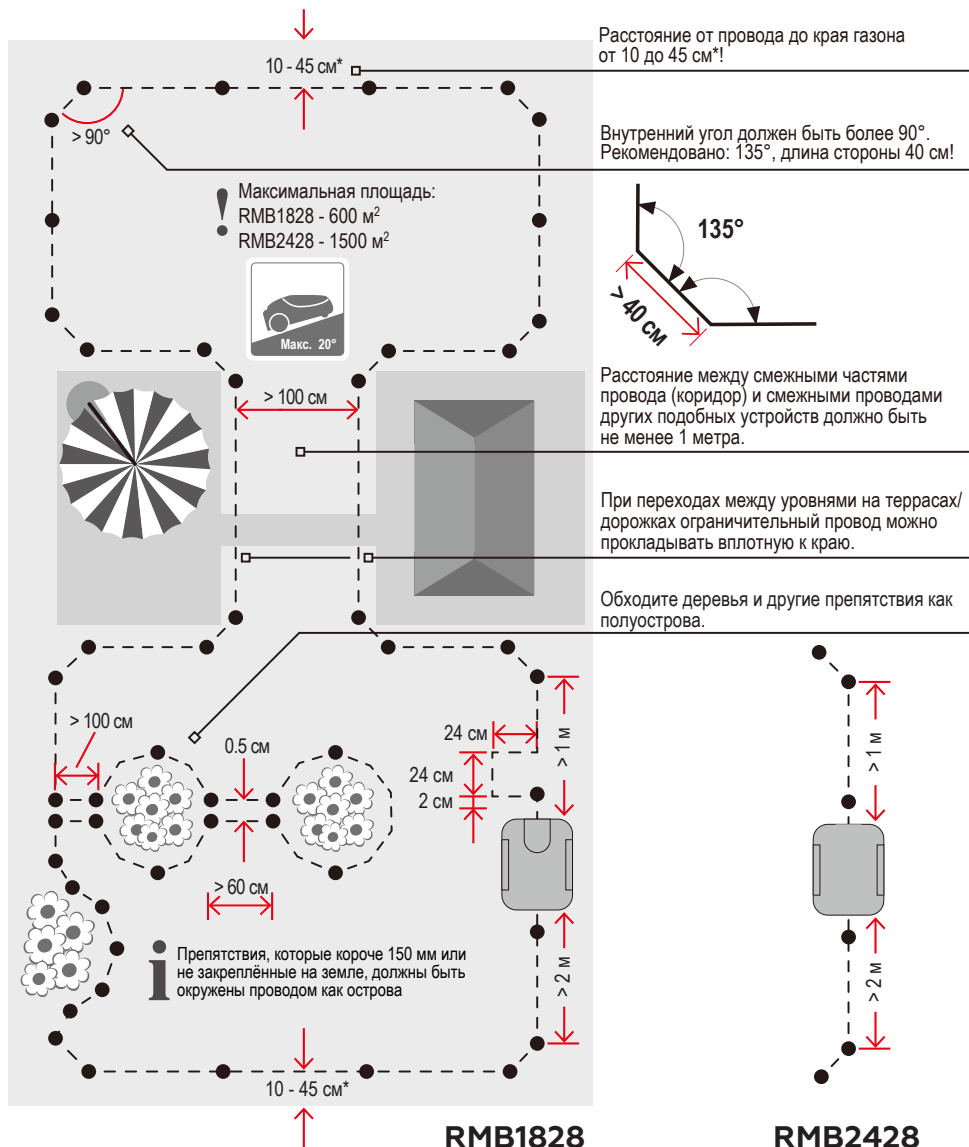 10 - 45 см*
Расстояние от провода до края газона
от 10 до 45 см*!
> 90°
Внутренний угол должен быть более 90°.
Рекомендовано: 135°, длина стороны 40 см!
! Максимальная площадь:
RMB1828 - 600 м²
RMB2428 - 1500 м²
135°
> 40 см
Макс. 20°
> 100 см
Расстояние между смежными частями
провода (коридор) и смежными проводами
других подобных устройств должно быть
не менее 1 метра.
При переходах между уровнями на террасах/
дорожках ограничительный провод можно
прокладывать вплотную к краю.
Обходите деревья и другие препятствия как
полуострова.
> 100 см
0.5 см
24 см
24 см
2 см
> 1 м
> 1 м
> 60 см
i Препятствия, которые короче 150 мм или
не закреплённые на земле, должны быть
окружены проводом как острова
> 2 м
> 2 м
10 - 45 см*
RMB1828
RMB2428